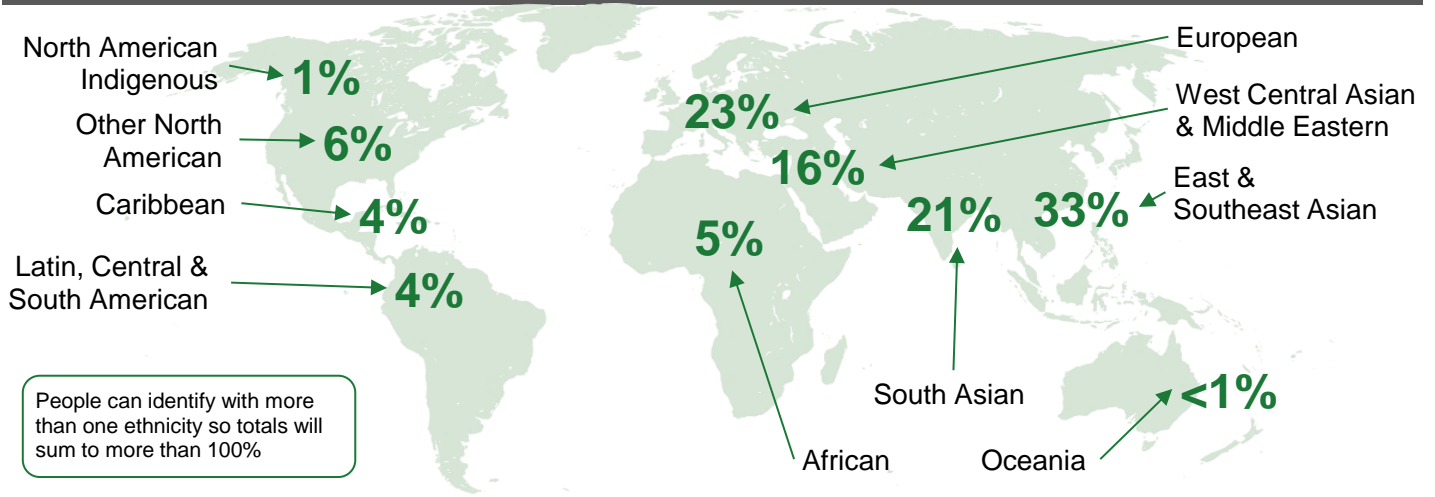 North American
Indigenous
1%
Other North
American
6%
Caribbean
4%
Latin, Central &
South American
4%
European
23%
West Central Asian
& Middle Eastern
16%
East &
Southeast Asian
33%
21%
South Asian
5%
African
<1%
Oceania
People can identify with more
than one ethnicity so totals will
sum to more than 100%